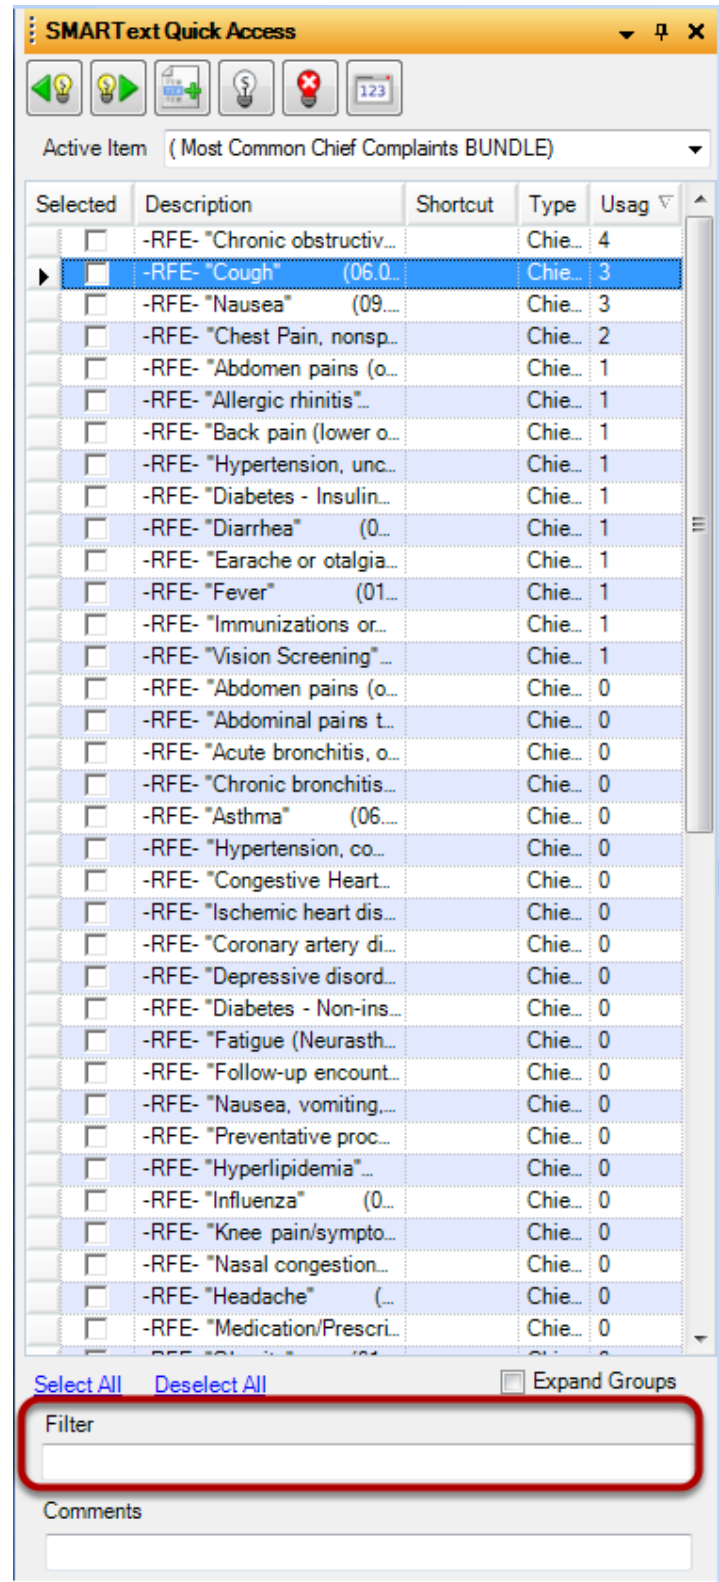 SMARText Quick Access
123
Active Item ( Most Common Chief Complaints BUNDLE)
Selected Description Shortcut Type Usag
-RFE- "Chronic obstructiv... Chie... 4
-RFE- "Cough" (06.0... Chie... 3
-RFE- "Nausea" (09.... Chie... 3
-RFE- "Chest Pain, nonsp... Chie... 2
-RFE- "Abdomen pains (o... Chie... 1
-RFE- "Allergic rhinitis"... Chie... 1
-RFE- "Back pain (lower o... Chie... 1
-RFE- "Hypertension, unc... Chie... 1
-RFE- "Diabetes - Insulin... Chie... 1
-RFE- "Diarrhea" (0... Chie... 1
-RFE- "Earache or otalgia... Chie... 1
-RFE- "Fever" (01... Chie... 1
-RFE- "Immunizations or... Chie... 1
-RFE- "Vision Screening"... Chie... 1
-RFE- "Abdomen pains (o... Chie... 0
-RFE- "Abdominal pains t... Chie... 0
-RFE- "Acute bronchitis, o... Chie... 0
-RFE- "Chronic bronchitis... Chie... 0
-RFE- "Asthma" (06.... Chie... 0
-RFE- "Hypertension, co... Chie... 0
-RFE- "Congestive Heart... Chie... 0
-RFE- "Ischemic heart dis... Chie... 0
-RFE- "Coronary artery di... Chie... 0
-RFE- "Depressive disord... Chie... 0
-RFE- "Diabetes - Non-ins... Chie... 0
-RFE- "Fatigue (Neurasth... Chie... 0
-RFE- "Follow-up encount... Chie... 0
-RFE- "Nausea, vomiting,... Chie... 0
-RFE- "Preventative proc... Chie... 0
-RFE- "Hyperlipidemia"... Chie... 0
-RFE- "Influenza" (0... Chie... 0
-RFE- "Knee pain/sympto... Chie... 0
-RFE- "Nasal congestion... Chie... 0
-RFE- "Headache" (... Chie... 0
-RFE- "Medication/Prescri... Chie... 0
Select All Deselect All Expand Groups
Filter
Comments